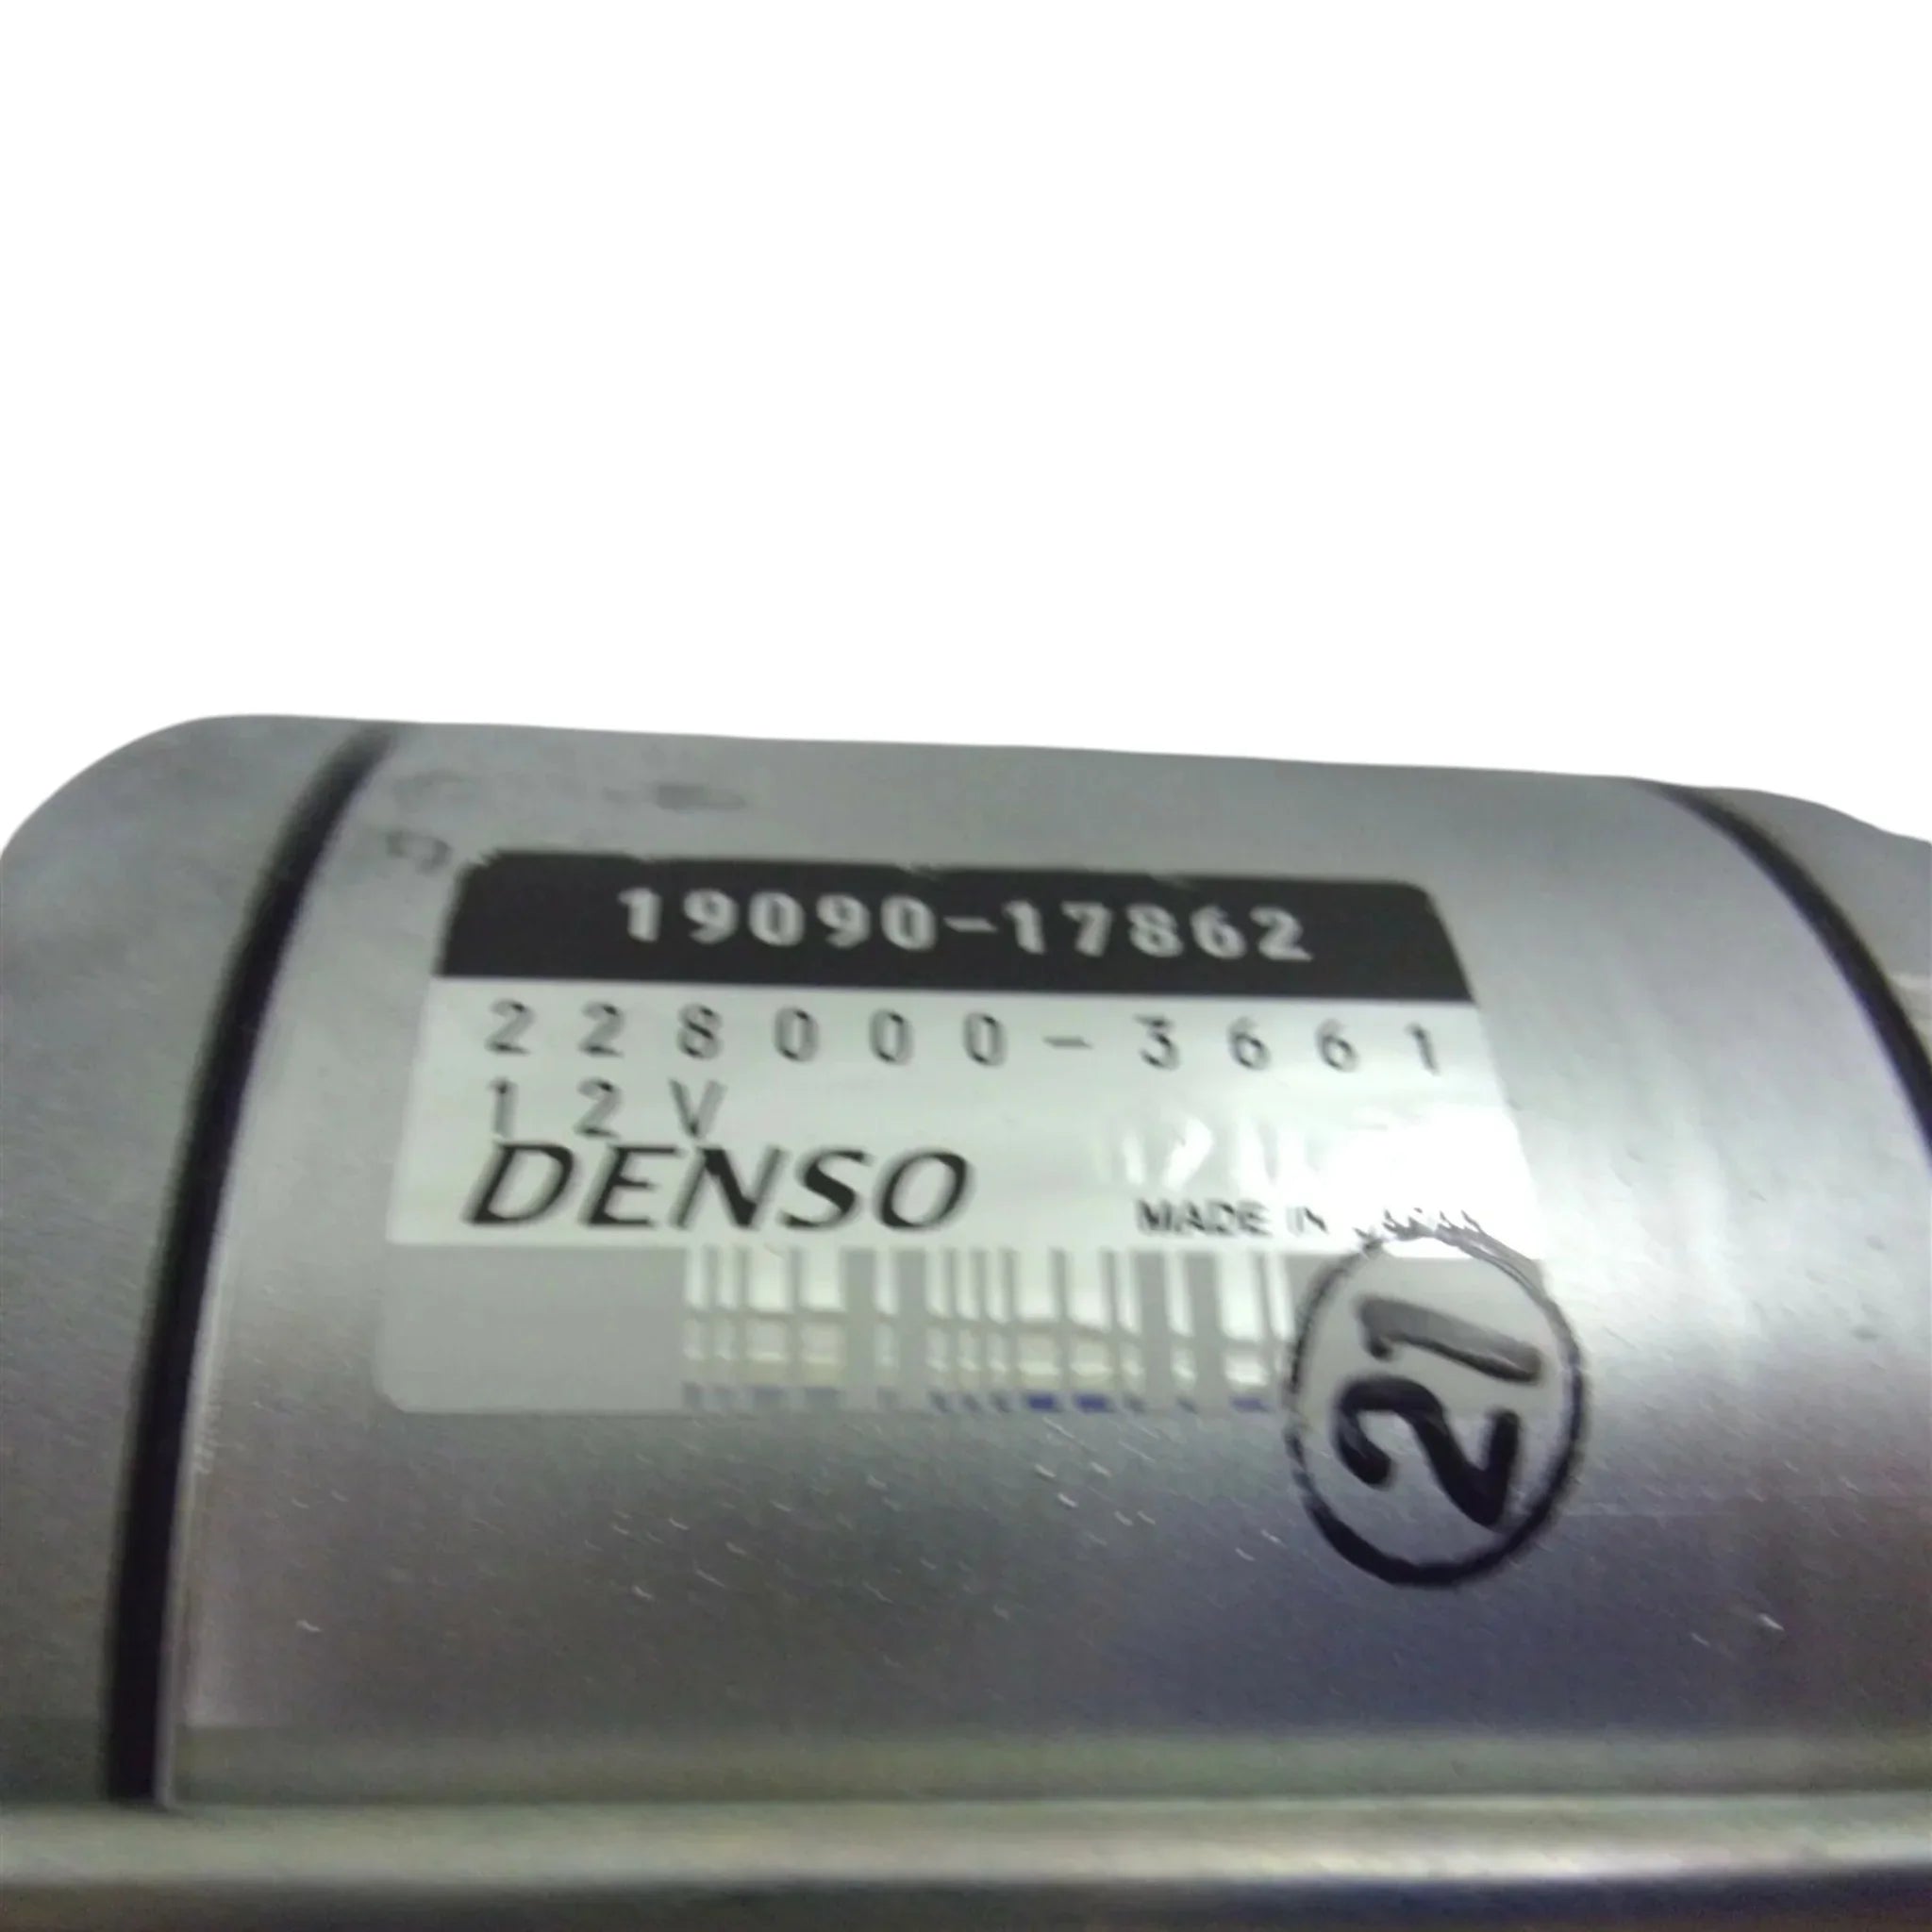 19090-17862
228000-3661
12V
DENSO
MADE IN
21